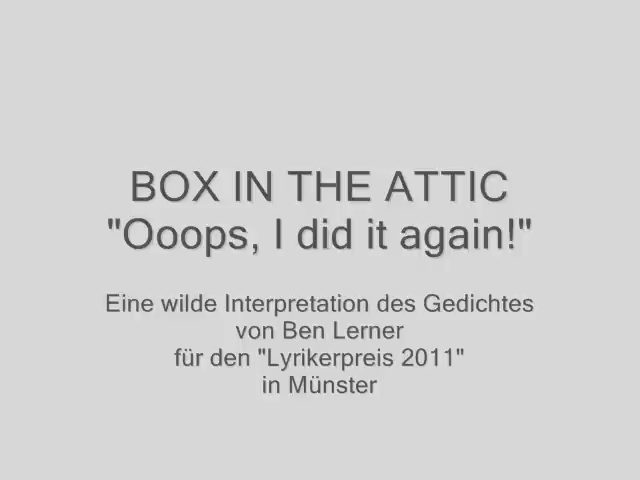 BOX IN THE ATTIC
"Ooops, I did it again!"
Eine wilde Interpretation des Gedichtes
von Ben Lerner
für den "Lyrikerpreis 2011"
in Münster